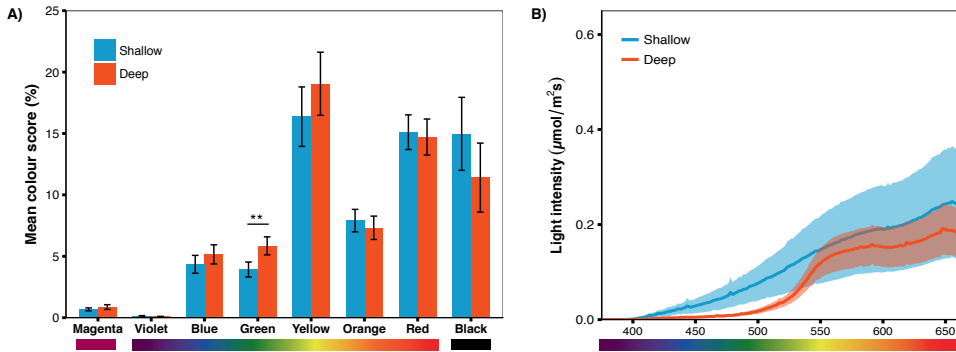 A)
Mean colour score (%)
25
20
15
10
5
0
Shallow
Deep
**
Magenta Violet Blue Green Yellow Orange Red Black
B)
Light intensity (μmol/m²s)
0.6
0.4
0.2
0.0
Shallow
Deep
400 450 500 550 600 650